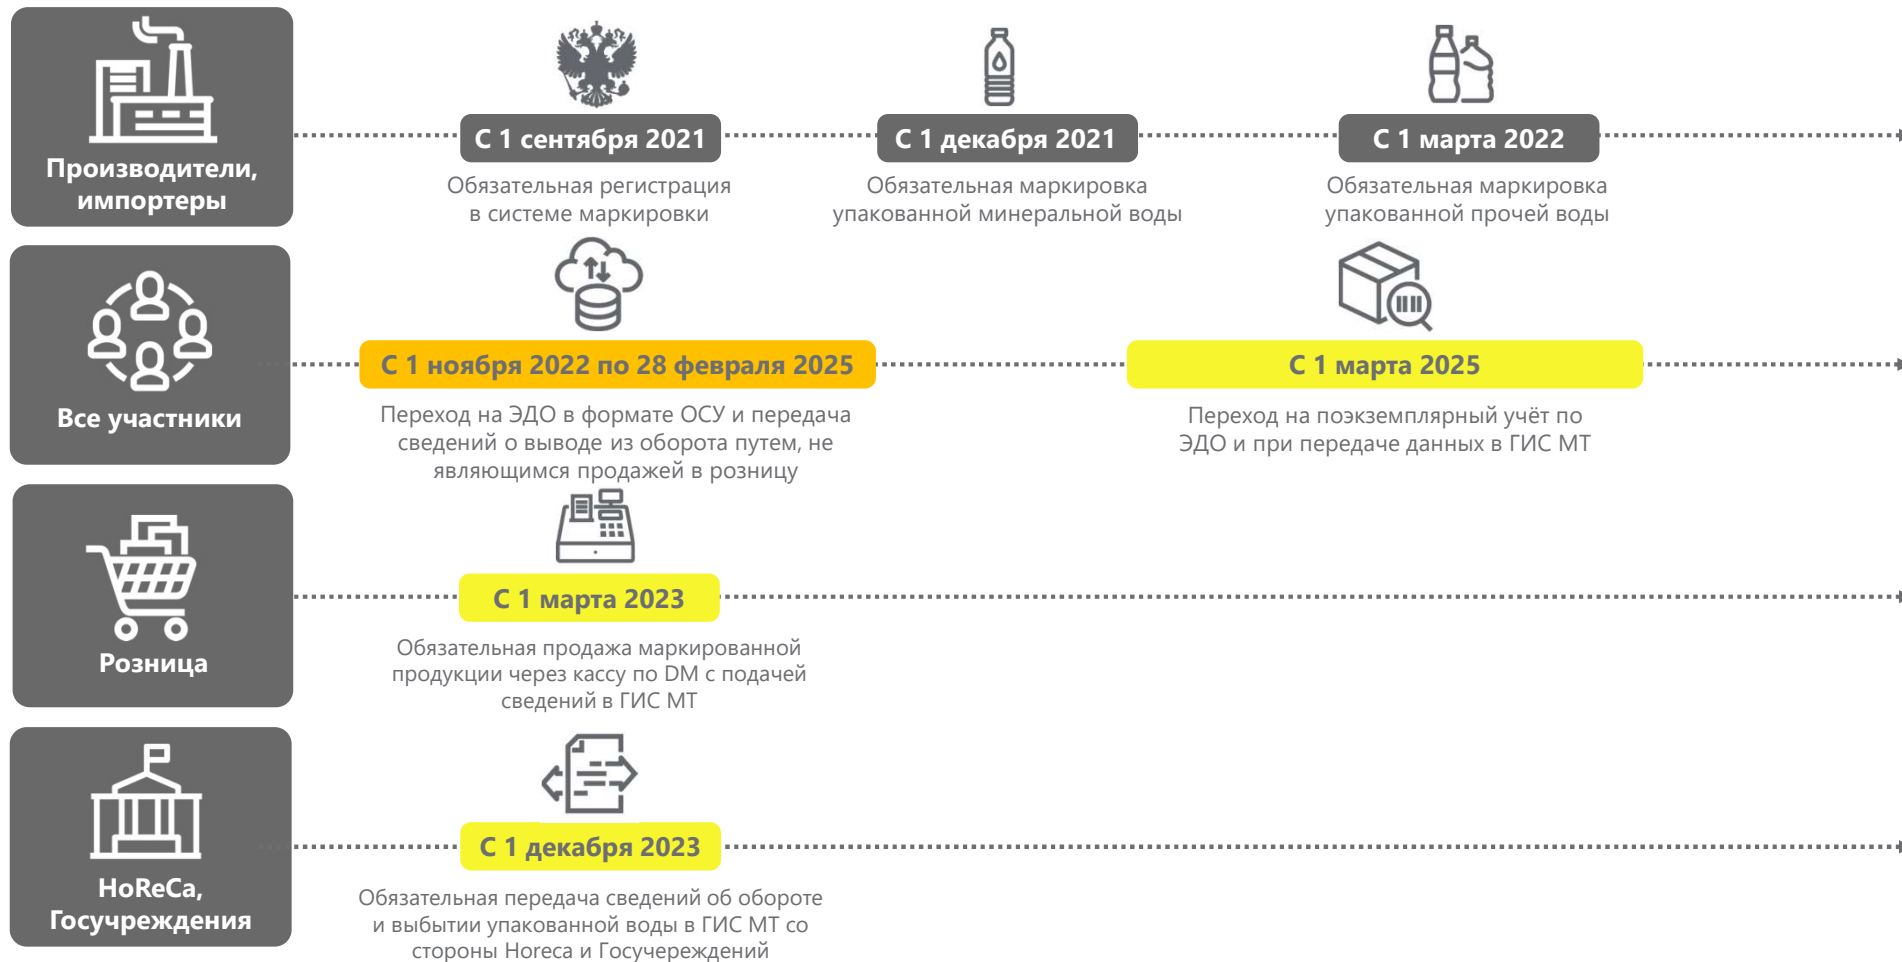 Производители,
импортеры
С 1 сентября 2021
Обязательная регистрация
в системе маркировки
С 1 декабря 2021
Обязательная маркировка
упакованной минеральной воды
С 1 марта 2022
Обязательная маркировка
упакованной прочей воды
Все участники
С 1 ноября 2022 по 28 февраля 2025
Переход на ЭДО в формате ОСУ и передача
сведений о выводе из оборота путем, не
являющимся продажей в розницу
С 1 марта 2025
Переход на поэкземплярный учёт по
ЭДО и при передаче данных в ГИС МТ
Розница
С 1 марта 2023
Обязательная продажа маркированной
продукции через кассу по DM с подачей
сведений в ГИС МТ
HoReCa,
Госучреждения
С 1 декабря 2023
Обязательная передача сведений об обороте
и выбытии упакованной воды в ГИС МТ со
стороны Horeca и Госучереждений